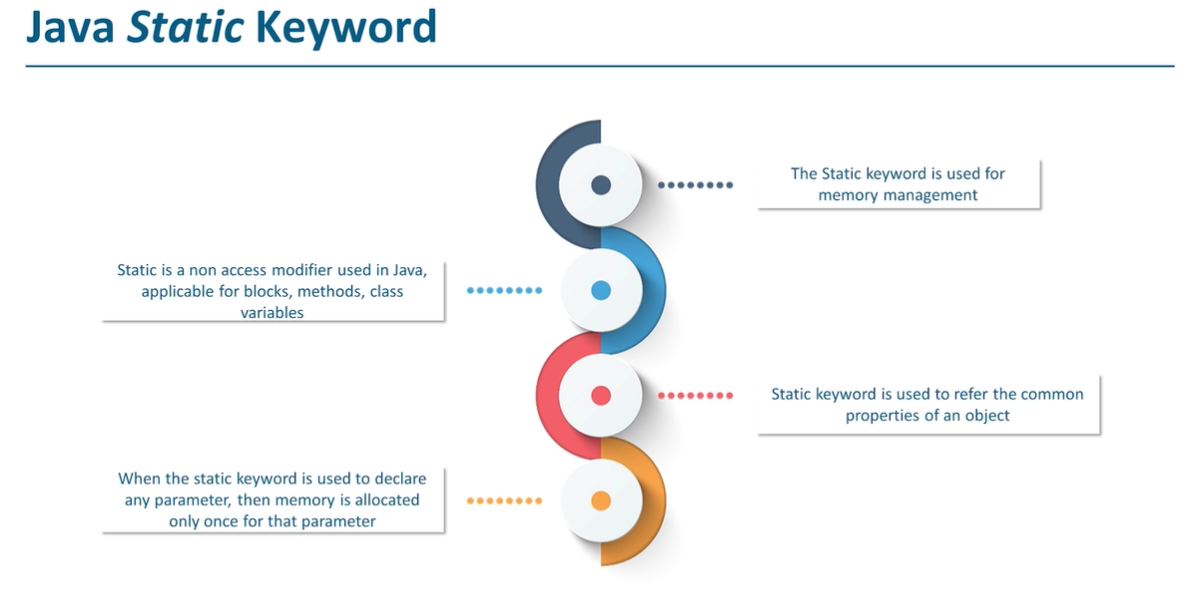 Java Static Keyword
The Static keyword is used for
memory management
Static is a non access modifier used in Java,
applicable for blocks, methods, class
variables
Static keyword is used to refer the common
properties of an object
When the static keyword is used to declare
any parameter, then memory is allocated
only once for that parameter